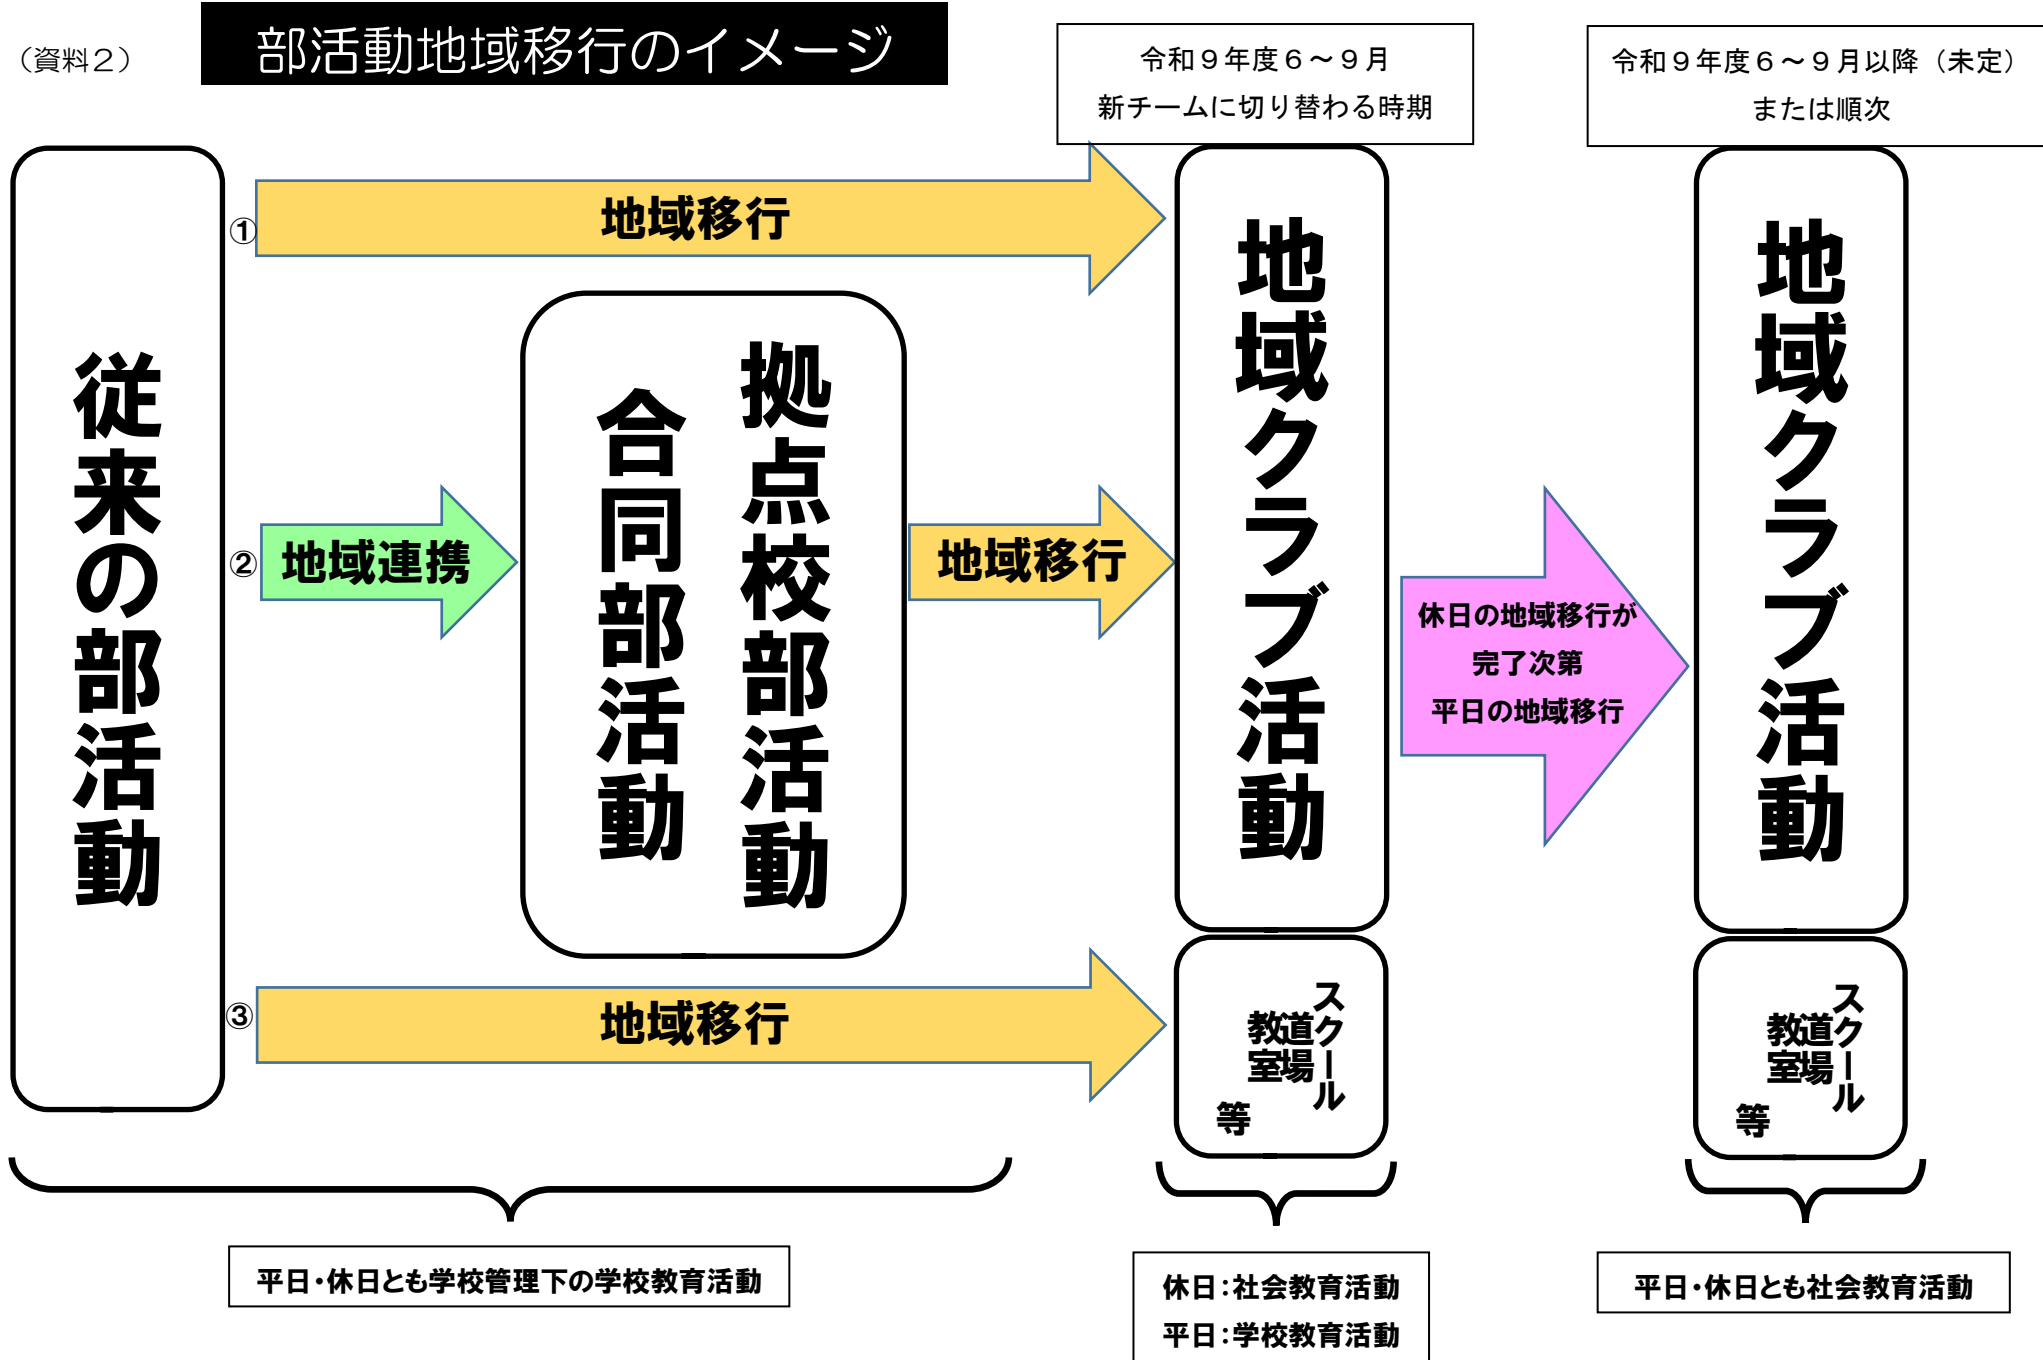 （資料２）
部活動地域移行のイメージ
令和９年度６～９月
新チームに切り替わる時期
令和９年度６～９月以降（未定）
または順次
従来の部活動
①
地域移行
②
地域連携
拠点校部活動
合同部活動
地域移行
③
地域移行
地域クラブ活動
スクール
道場
教室
等
休日の地域移行が
完了次第
平日の地域移行
地域クラブ活動
スクール
道場
教室
等
平日・休日とも学校管理下の学校教育活動
休日：社会教育活動
平日：学校教育活動
平日・休日とも社会教育活動